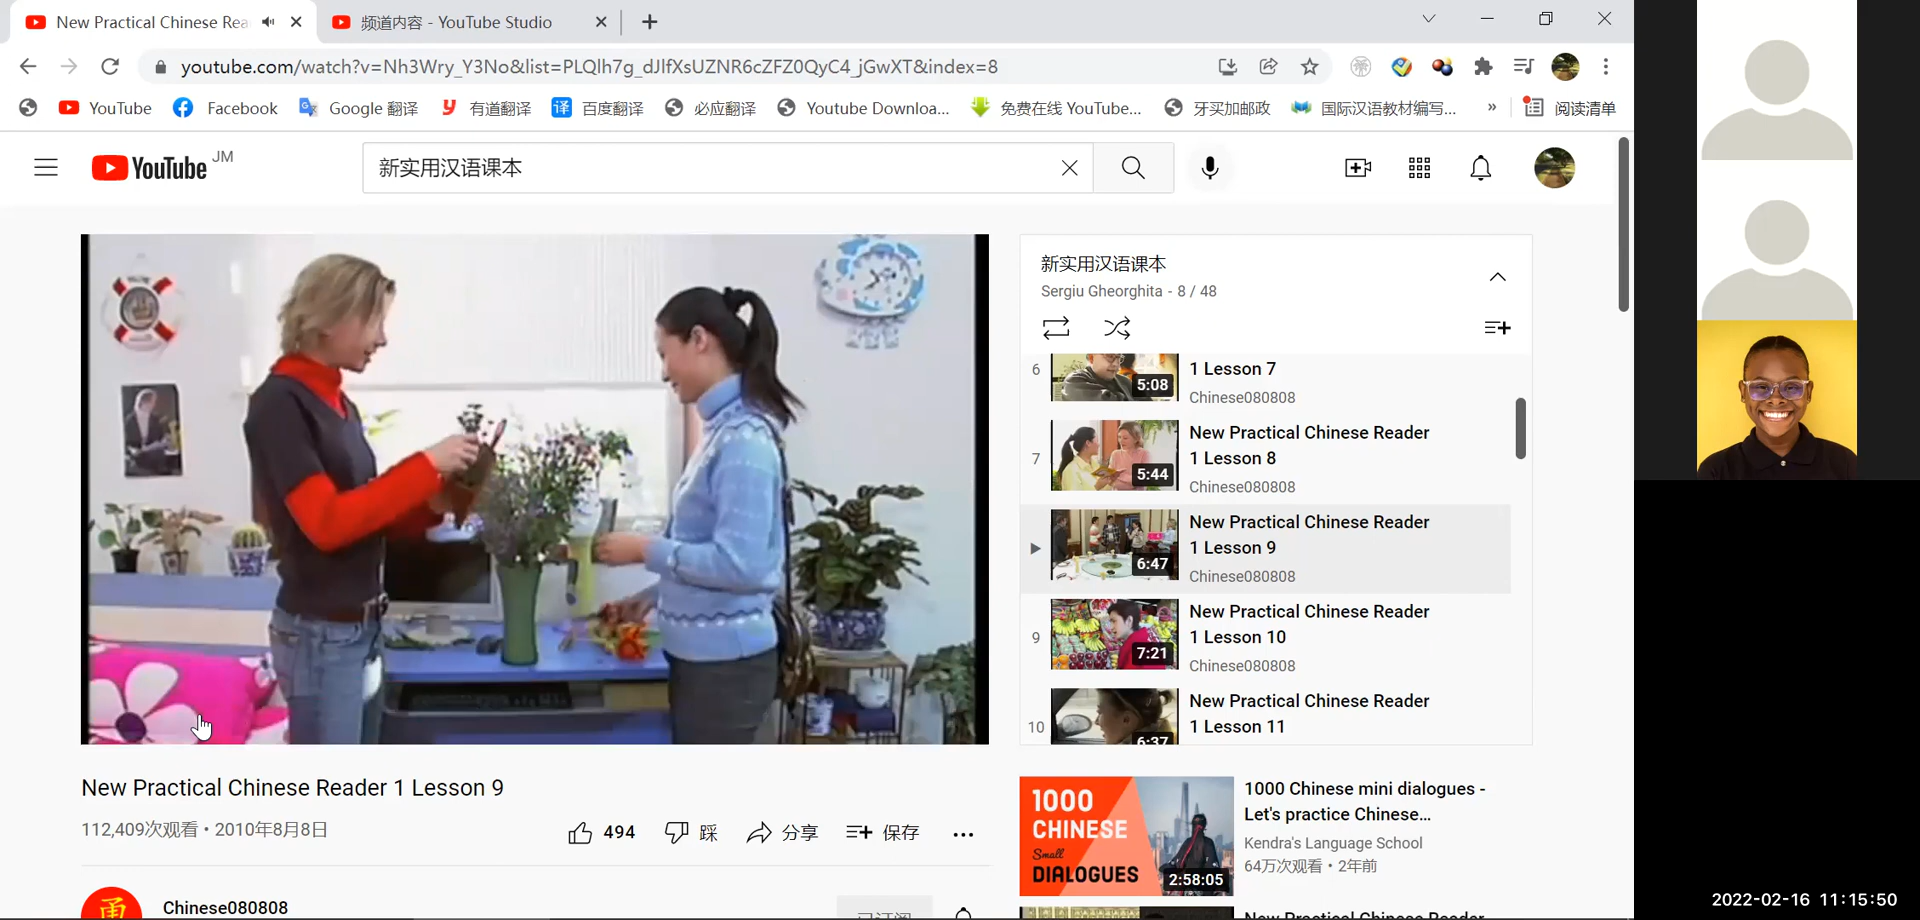 New Practical Chinese Rea
频道内容 - YouTube Studio
youtube.com/watch?v=Nh3Wry_Y3No&list=PLQlh7g_dJlfXsUZNR6cZFZ0QyC4_jGwXT&index=8
YouTube
Facebook
Google 翻译
有道翻译
百度翻译
必应翻译
Youtube Downloa...
免费在线 YouTube...
牙买加邮政
国际汉语教材编写...
阅读清单
YouTube JM
新实用汉语课本
新实用汉语课本
Sergiu Gheorghita - 8 / 48
6
1 Lesson 7
5:08
Chinese080808
New Practical Chinese Reader
7
1 Lesson 8
5:44
Chinese080808
New Practical Chinese Reader
1 Lesson 9
6:47
Chinese080808
New Practical Chinese Reader
9
1 Lesson 10
7:21
Chinese080808
New Practical Chinese Reader
10
1 Lesson 11
6:37
New Practical Chinese Reader 1 Lesson 9
112,409次观看 • 2010年8月8日
494
踩
分享
保存
Chinese080808
已订阅
1000
CHINESE
Small
DIALOGUES
2:58:05
1000 Chinese mini dialogues -
Let's practice Chinese...
Kendra's Language School
64万次观看 • 2年前
New Practical Chinese Reader
2022-02-16 11:15:50